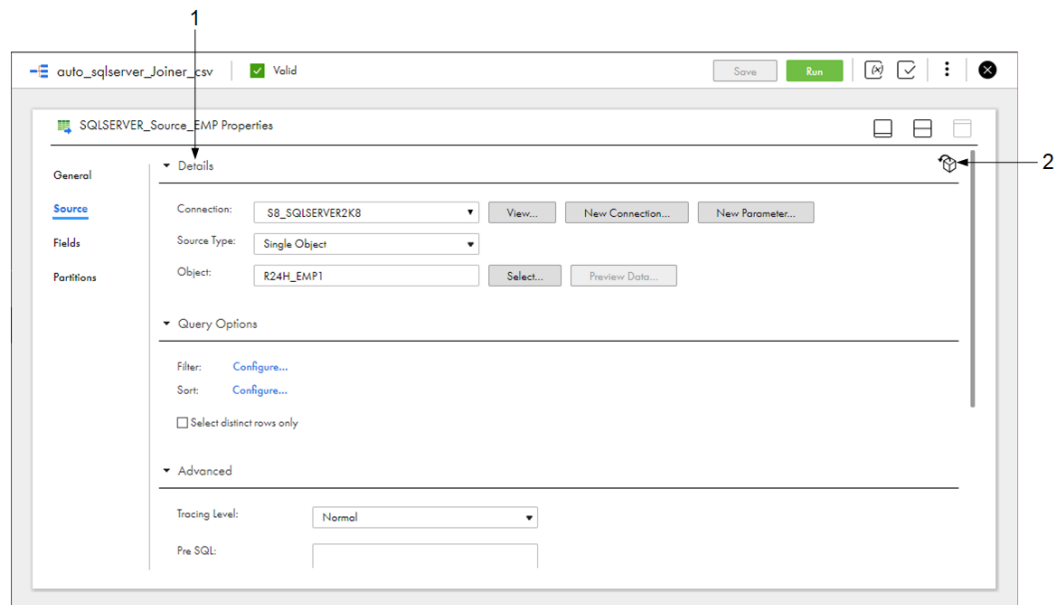 1
auto_sqlserver_Joiner_csv Valid Save Run
SQLSERVER_Source_EMP Properties
2
General
Source
Fields
Partitions
Details
Connection: S8_SQLSERVER2K8 View... New Connection... New Parameter...
Source Type: Single Object
Object: R24H_EMP1 Select... Preview Data...
Query Options
Filter: Configure...
Sort: Configure...
Select distinct rows only
Advanced
Tracing Level: Normal
Pre SQL: